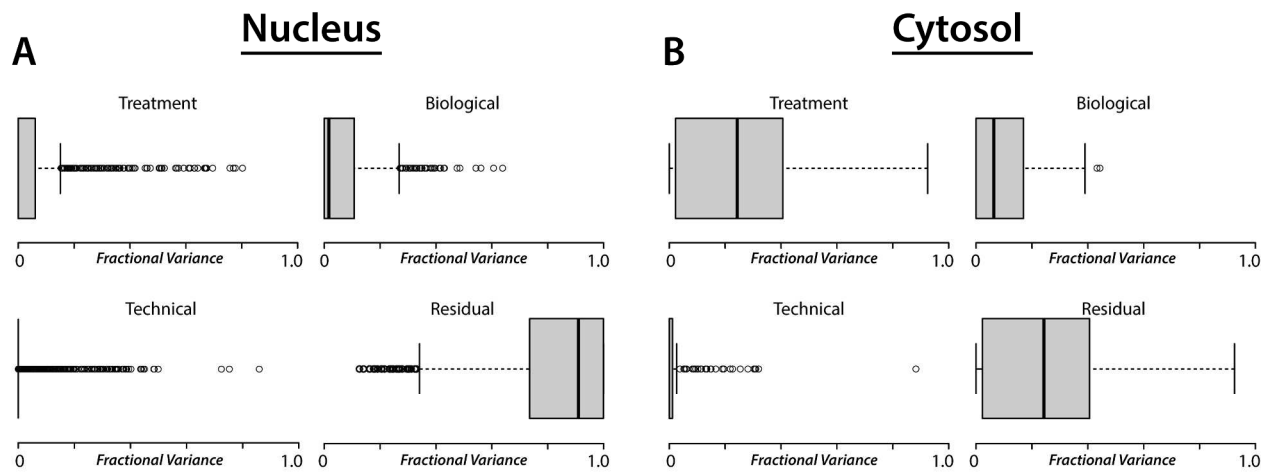 Nucleus
Cytosol
A
B
Treatment
Biological
Treatment
Biological
0 Fractional Variance 1.0
0 Fractional Variance 1.0
0 Fractional Variance 1.0
0 Fractional Variance 1.0
Technical
Residual
Technical
Residual
0 Fractional Variance 1.0
0 Fractional Variance 1.0
0 Fractional Variance 1.0
0 Fractional Variance 1.0